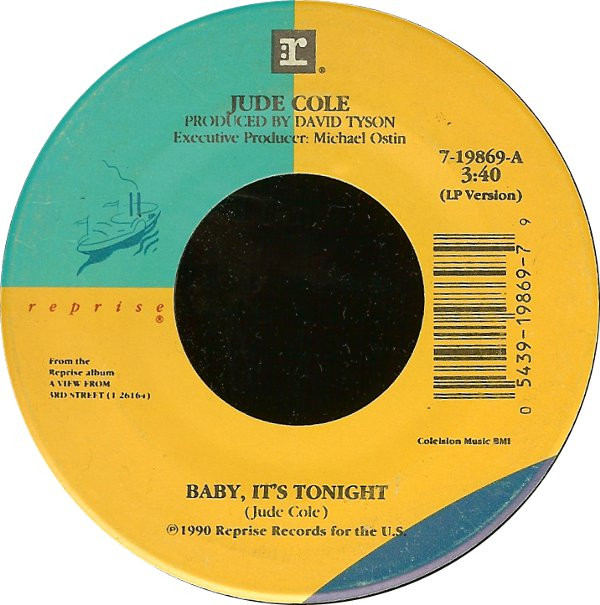 r®
JUDE COLE
PRODUCED BY DAVID TYSON
Executive Producer: Michael Ostin
7-19869-A
3:40
(LP Version)
reprise
®
From the
Reprise album
A VIEW FROM
3RD STREET (1 26164)
0 5439-19869-7 9
Coleision Music BMI
BABY, IT'S TONIGHT
(Jude Cole)
℗1990 Reprise Records for the U.S.